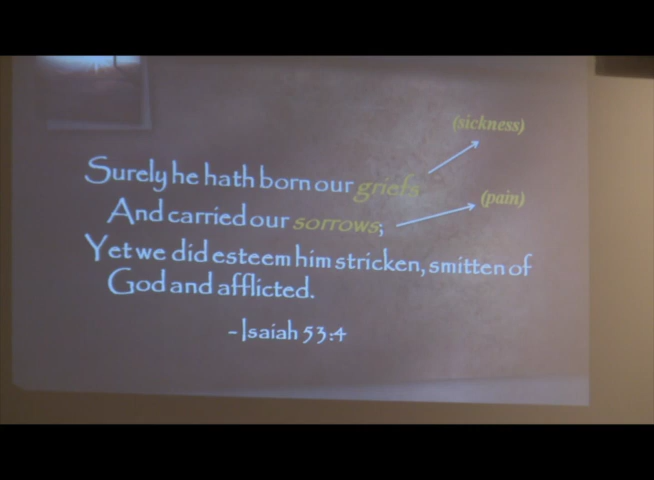 (sickness)
Surely he hath born our griefs
(pain)
And carried our sorrows;
Yet we did esteem him stricken, smitten of
God and afflicted.
- Isaiah 53:4